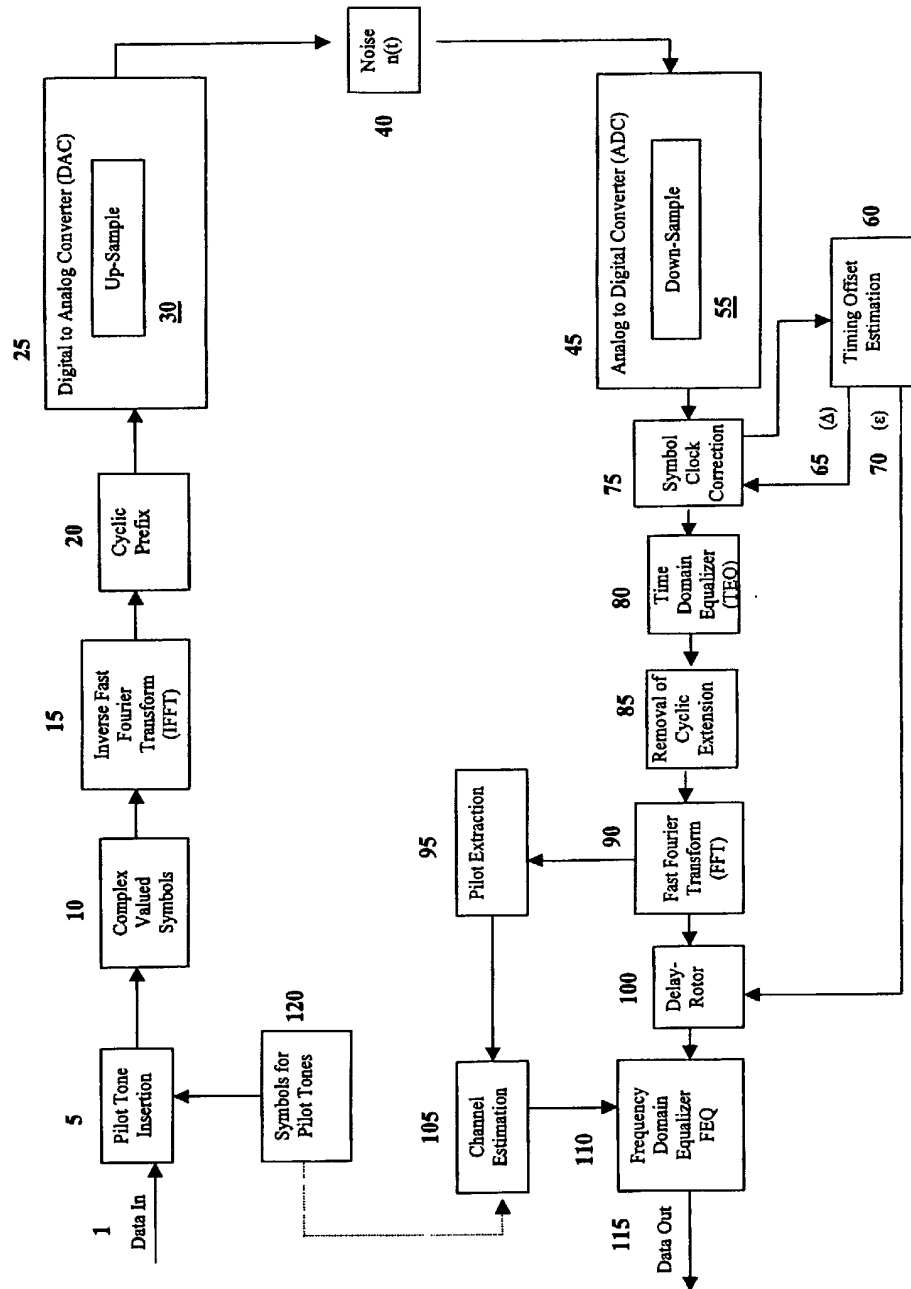 1
Data In
5
Pilot Tone
Insertion
120
Symbols for
Pilot Tones
10
Complex
Valued
Symbols
15
Inverse Fast
Fourier
Transform
(IFFT)
20
Cyclic
Prefix
25
Digital to Analog Converter (DAC)
Up-Sample
30
Noise
n(t)
40
45
Analog to Digital Converter (ADC)
Down-Sample
55
60
Timing Offset
Estimation
65
(Δ)
70
(ε)
75
Symbol
Clock
Correction
80
Time
Domain
Equalizer
(TEQ)
85
Removal of
Cyclic
Extension
90
Fast Fourier
Transform
(FFT)
95
Pilot Extraction
100
Delay-
Rotor
105
Channel
Estimation
110
Frequency
Domain
Equalizer
FEQ
115
Data Out